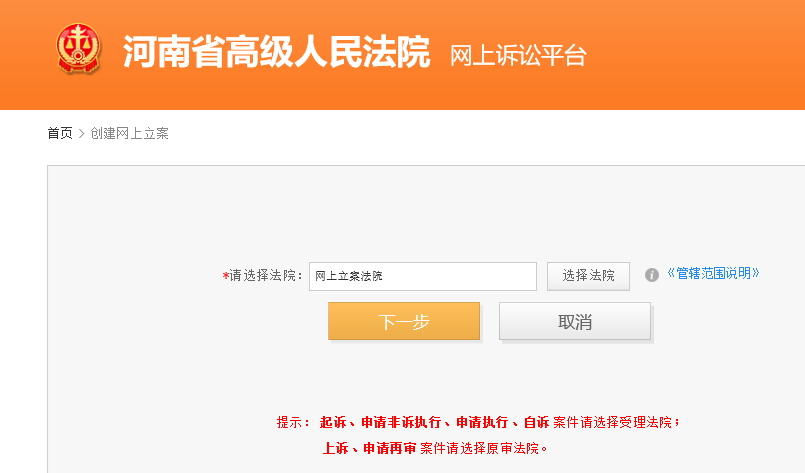 河南省高级人民法院 网上诉讼平台
首页 > 创建网上立案
*请选择法院： 网上立案法院 选择法院 i 《管辖范围说明》
下一步 取消
提示： 起诉、申请非诉执行、申请执行、自诉 案件请选择受理法院；
上诉、申请再审 案件请选择原审法院。